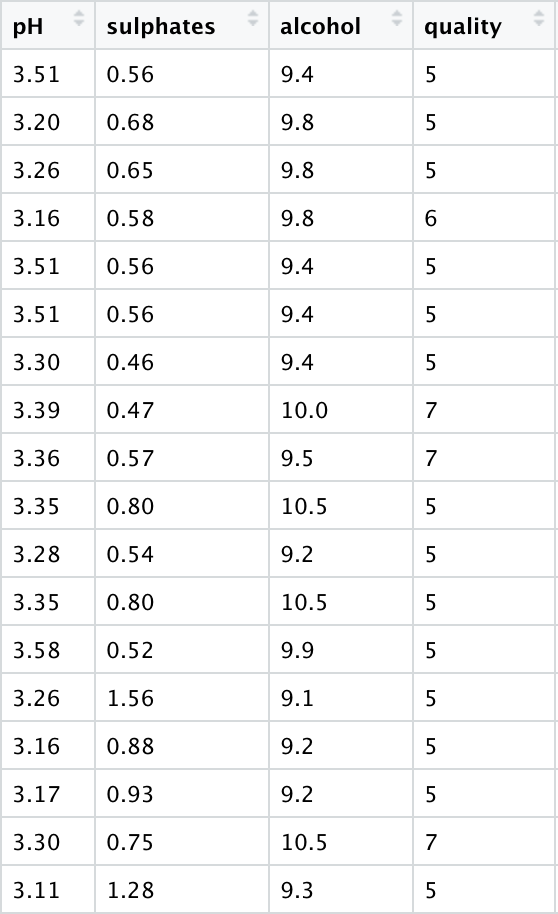 pH sulphates alcohol quality
3.51 0.56 9.4 5
3.20 0.68 9.8 5
3.26 0.65 9.8 5
3.16 0.58 9.8 6
3.51 0.56 9.4 5
3.51 0.56 9.4 5
3.30 0.46 9.4 5
3.39 0.47 10.0 7
3.36 0.57 9.5 7
3.35 0.80 10.5 5
3.28 0.54 9.2 5
3.35 0.80 10.5 5
3.58 0.52 9.9 5
3.26 1.56 9.1 5
3.16 0.88 9.2 5
3.17 0.93 9.2 5
3.30 0.75 10.5 7
3.11 1.28 9.3 5